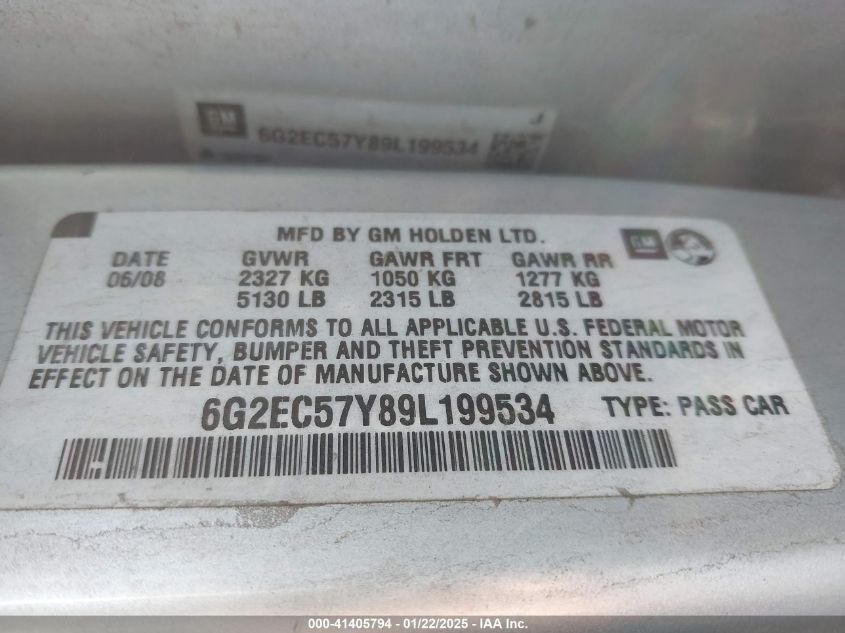 GM
6G2EC57Y89L199534
MFD BY GM HOLDEN LTD.
GM
DATE GVWR GAWR FRT GAWR RR
06/08 2327 KG 1050 KG 1277 KG
5130 LB 2315 LB 2815 LB
THIS VEHICLE CONFORMS TO ALL APPLICABLE U.S. FEDERAL MOTOR
VEHICLE SAFETY, BUMPER AND THEFT PREVENTION STANDARDS IN
EFFECT ON THE DATE OF MANUFACTURE SHOWN ABOVE.
6G2EC57Y89L199534 TYPE: PASS CAR
000-41405794 - 01/22/2025 - IAA Inc.